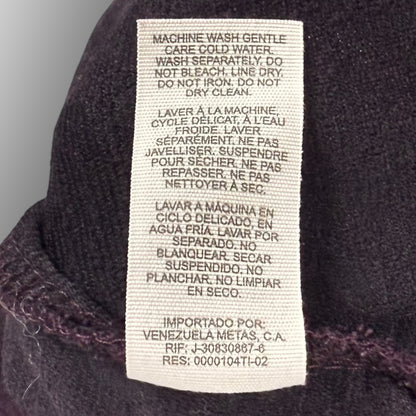 MACHINE WASH GENTLE
CARE COLD WATER.
WASH SEPARATELY. DO
NOT BLEACH. LINE DRY.
DO NOT IRON. DO NOT
DRY CLEAN.
LAVER À LA MACHINE,
CYCLE DÉLICAT, À L'EAU
FROIDE. LAVER
SÉPARÉMENT. NE PAS
JAVELLISER. SUSPENDRE
POUR SÉCHER. NE PAS
REPASSER. NE PAS
NETTOYER À SEC.
LAVAR A MÁQUINA EN
CICLO DELICADO, EN
AGUA FRÍA. LAVAR POR
SEPARADO. NO
BLANQUEAR. SECAR
SUSPENDIDO. NO
PLANCHAR. NO LIMPIAR
EN SECO.
IMPORTADO POR:
VENEZUELA METAS, C.A.
RIF: J-30830867-6
RES: 0000104TI-02